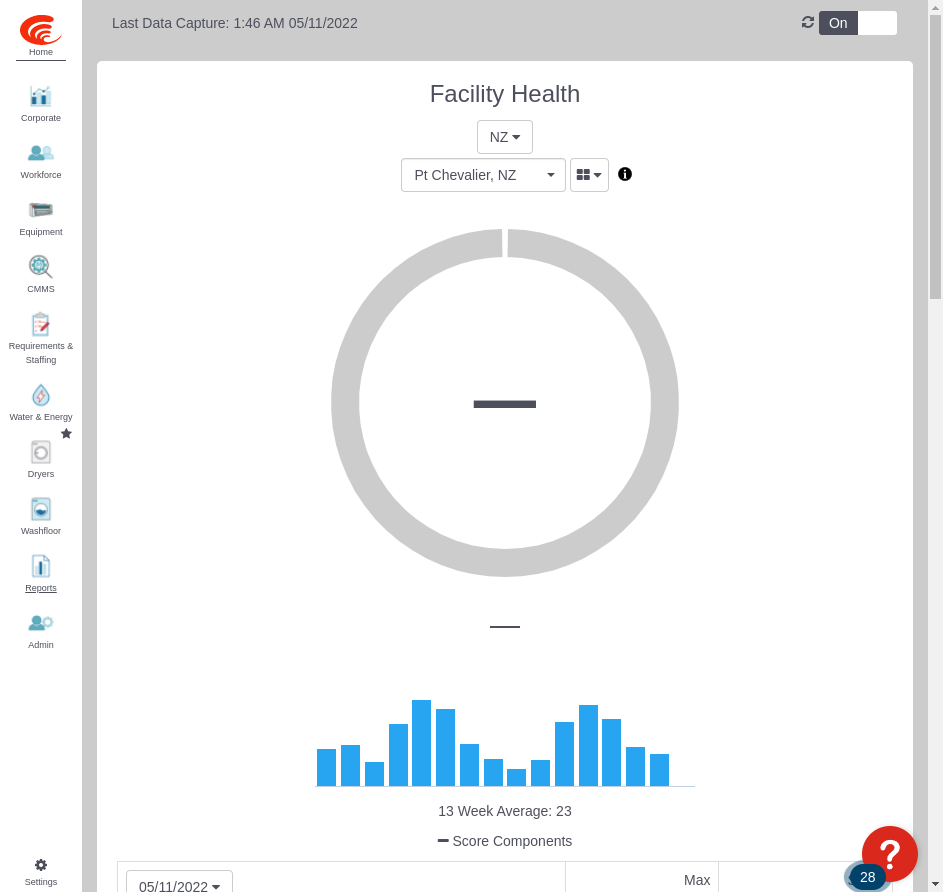 Last Data Capture: 1:46 AM 05/11/2022
On
Home
Corporate
Workforce
Equipment
CMMS
Requirements &
Staffing
Water & Energy
Dryers
Washfloor
Reports
Admin
Settings
Facility Health
NZ
Pt Chevalier, NZ
13 Week Average: 23
Score Components
05/11/2022
Max
?
28